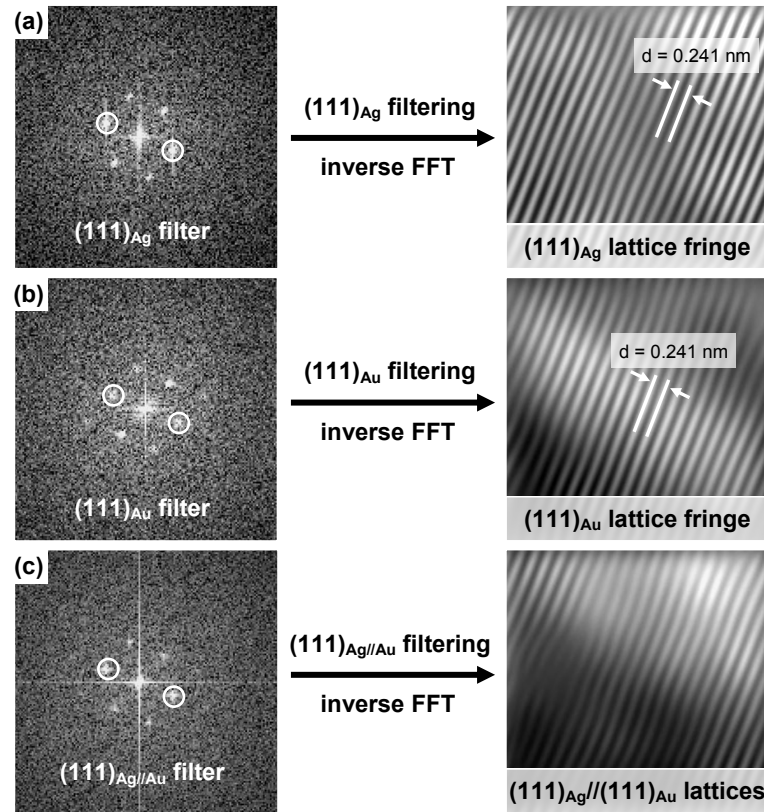 (a)
(111)Ag filter
(111)Ag filtering
inverse FFT
d = 0.241 nm
(111)Ag lattice fringe
(b)
(111)Au filter
(111)Au filtering
inverse FFT
d = 0.241 nm
(111)Au lattice fringe
(c)
(111)Ag//Au filter
(111)Ag//Au filtering
inverse FFT
(111)Ag//(111)Au lattices